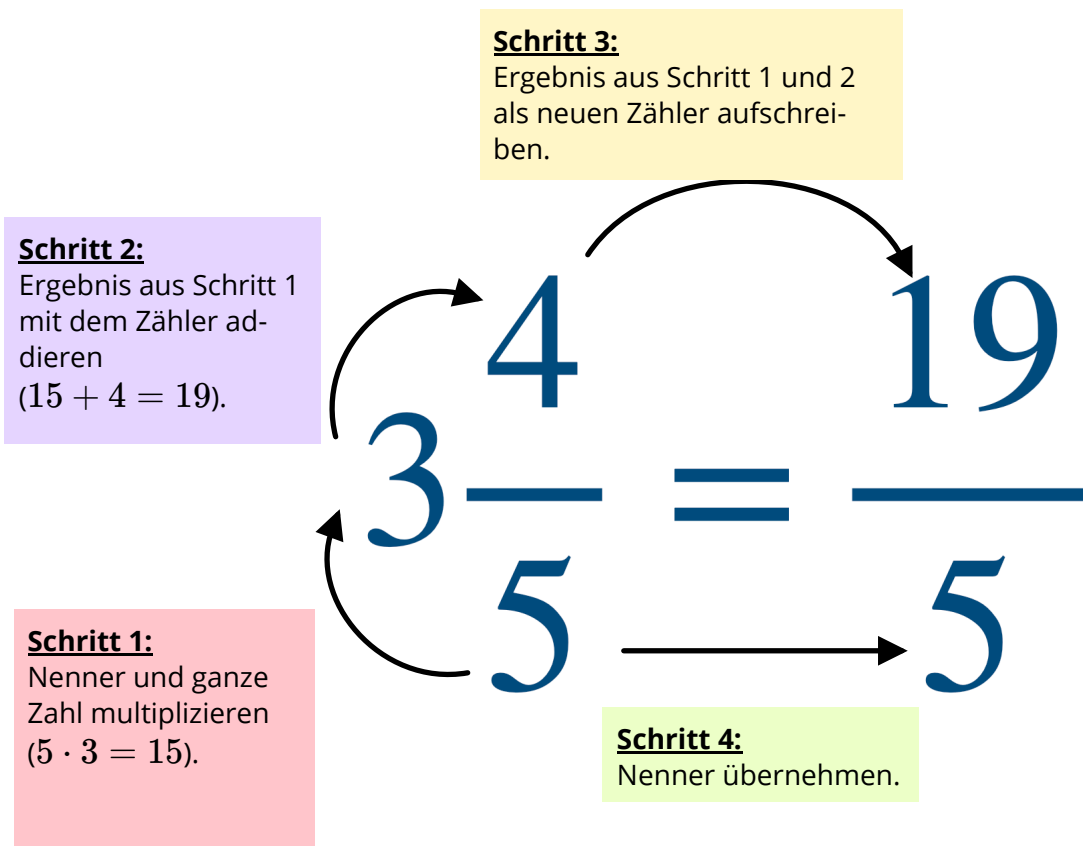 Schritt 3:
Ergebnis aus Schritt 1 und 2
als neuen Zähler aufschrei-
ben.
Schritt 2:
Ergebnis aus Schritt 1
mit dem Zähler ad-
dieren
(15 + 4 = 19).
4
19
3
=
5
5
Schritt 1:
Nenner und ganze
Zahl multiplizieren
(5 · 3 = 15).
Schritt 4:
Nenner übernehmen.